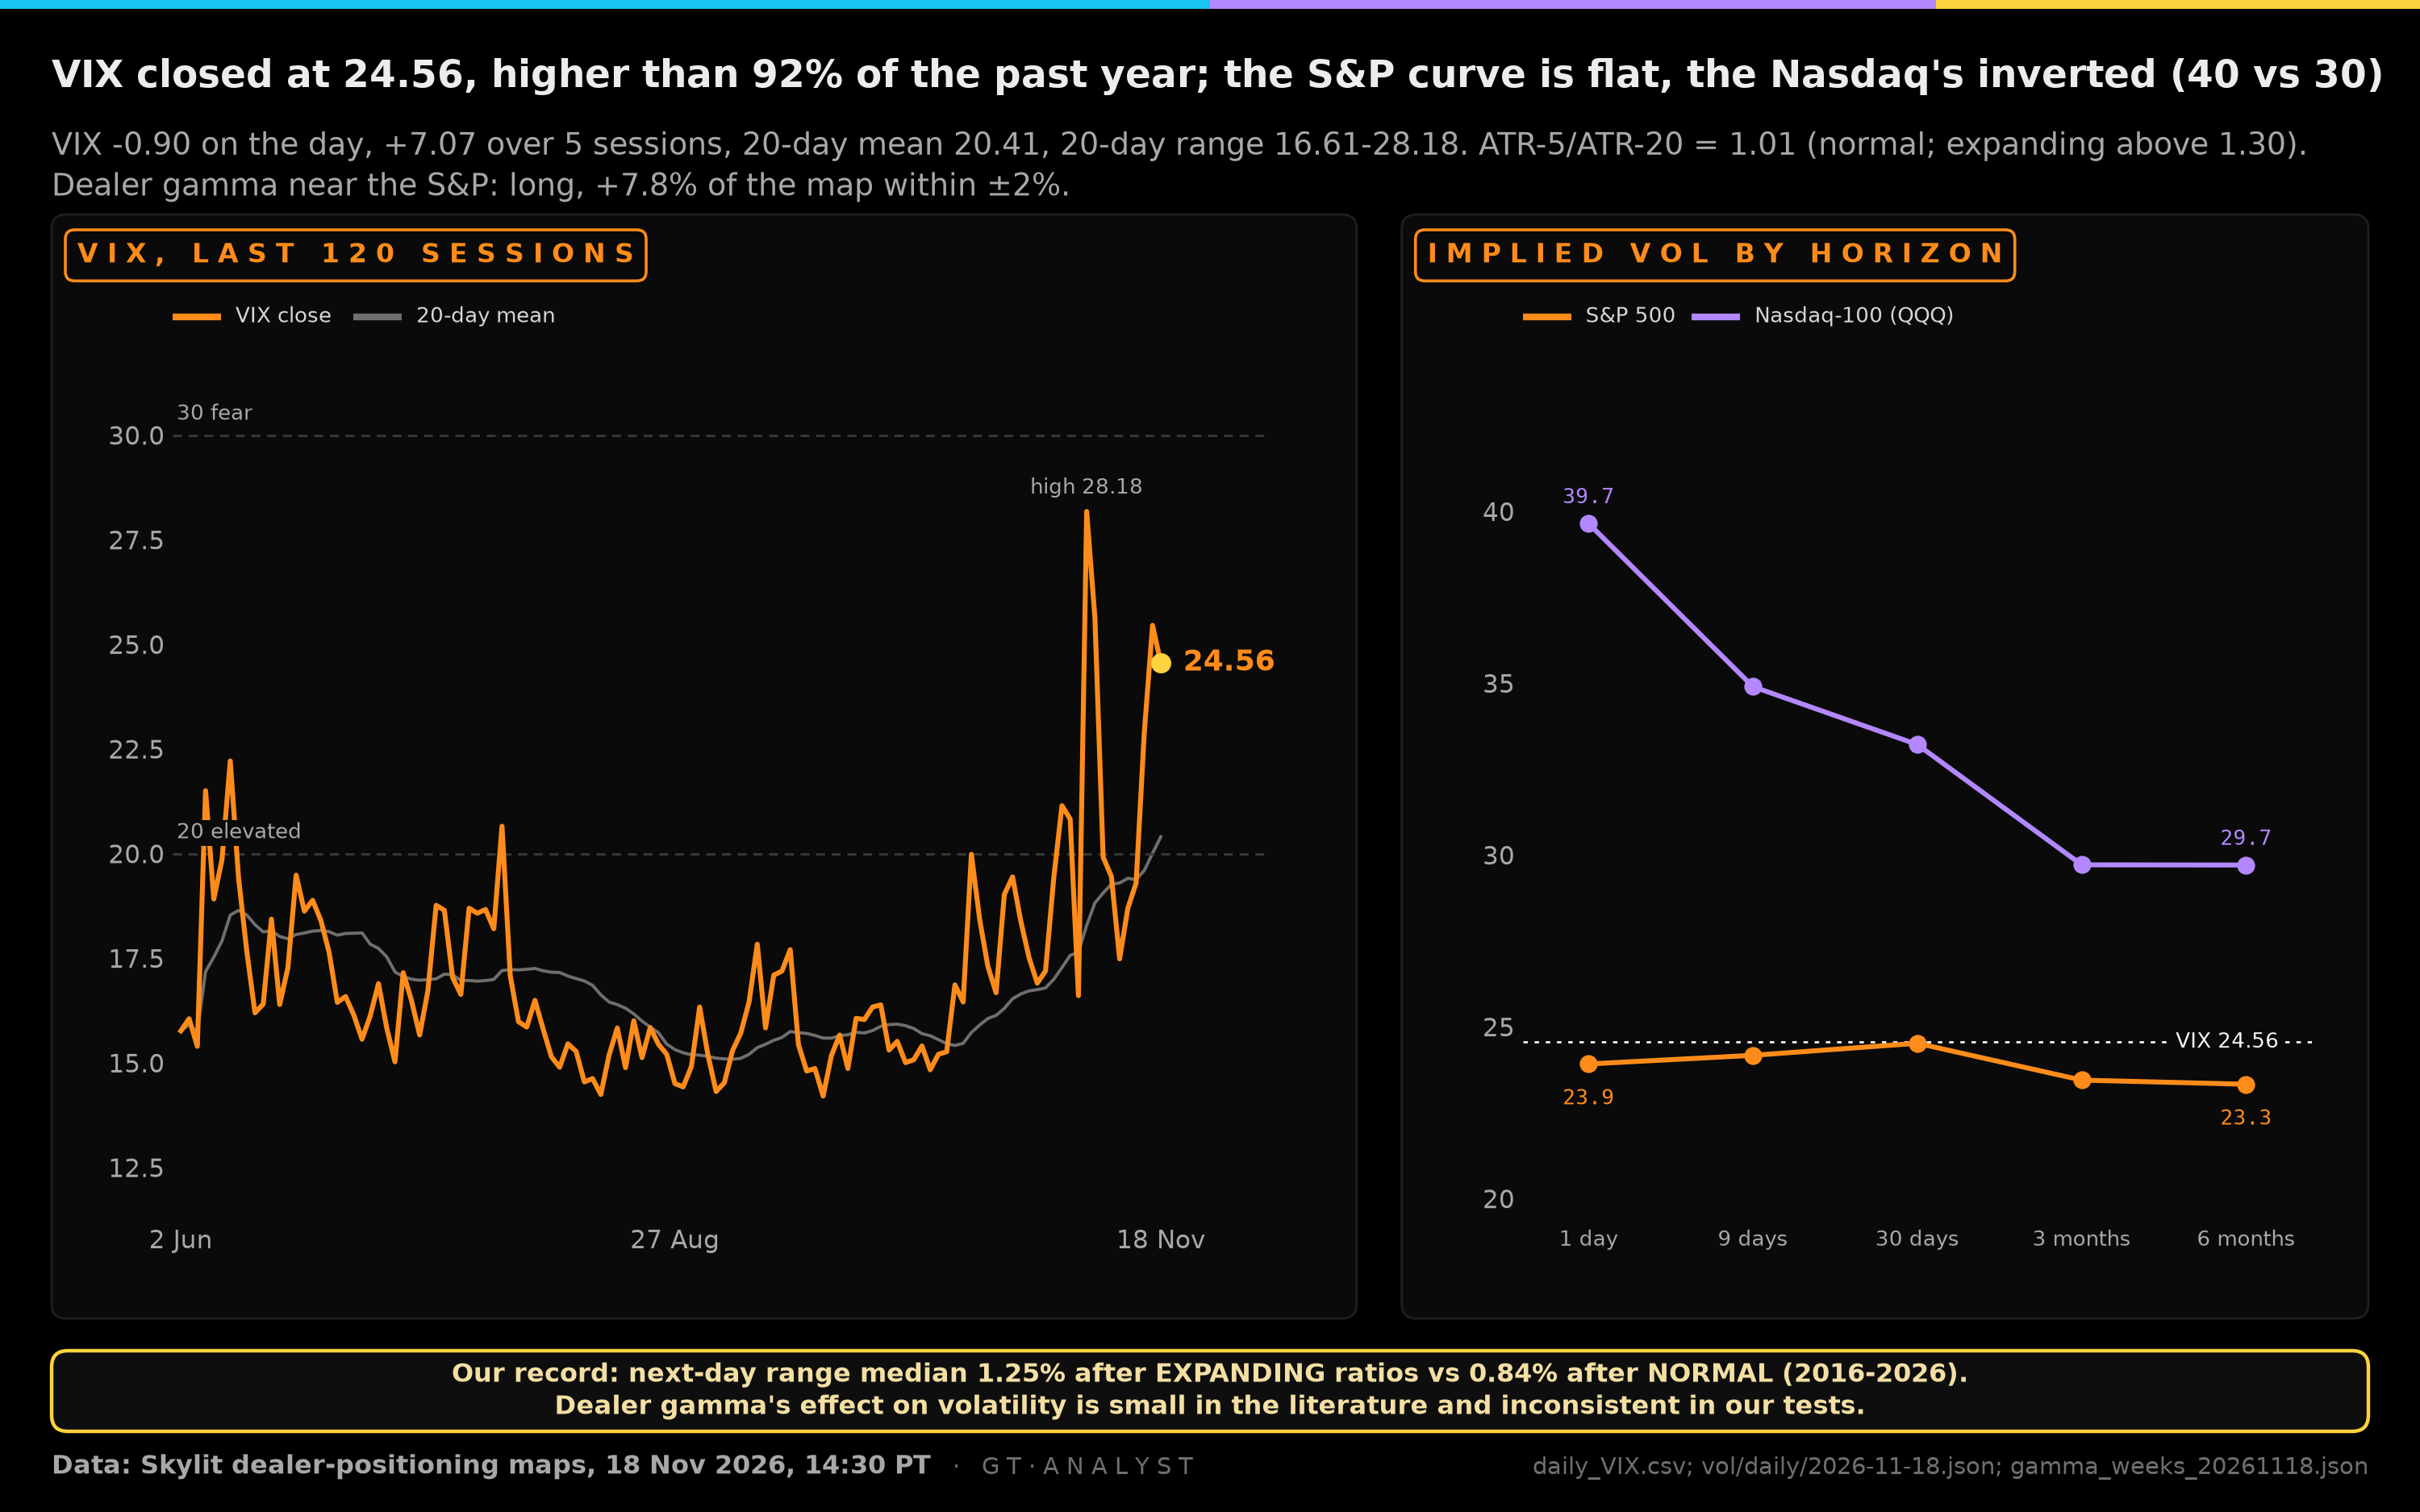 VIX closed at 24.56, higher than 92% of the past year; the S&P curve is flat, the Nasdaq's inverted (40 vs 30)
VIX -0.90 on the day, +7.07 over 5 sessions, 20-day mean 20.41, 20-day range 16.61-28.18. ATR-5/ATR-20 = 1.01 (normal; expanding above 1.30).
Dealer gamma near the S&P: long, +7.8% of the map within ±2%.
VIX, LAST 120 SESSIONS
VIX close
20-day mean
30 fear
30.0
high 28.18
27.5
25.0
24.56
22.5
20 elevated
20.0
17.5
15.0
12.5
2 Jun
27 Aug
18 Nov
IMPLIED VOL BY HORIZON
S&P 500
Nasdaq-100 (QQQ)
39.7
40
35
29.7
30
25
VIX 24.56
23.9
23.3
20
1 day
9 days
30 days
3 months
6 months
Our record: next-day range median 1.25% after EXPANDING ratios vs 0.84% after NORMAL (2016-2026).
Dealer gamma's effect on volatility is small in the literature and inconsistent in our tests.
Data: Skylit dealer-positioning maps, 18 Nov 2026, 14:30 PT · GT·ANALYST
daily_VIX.csv; vol/daily/2026-11-18.json; gamma_weeks_20261118.json